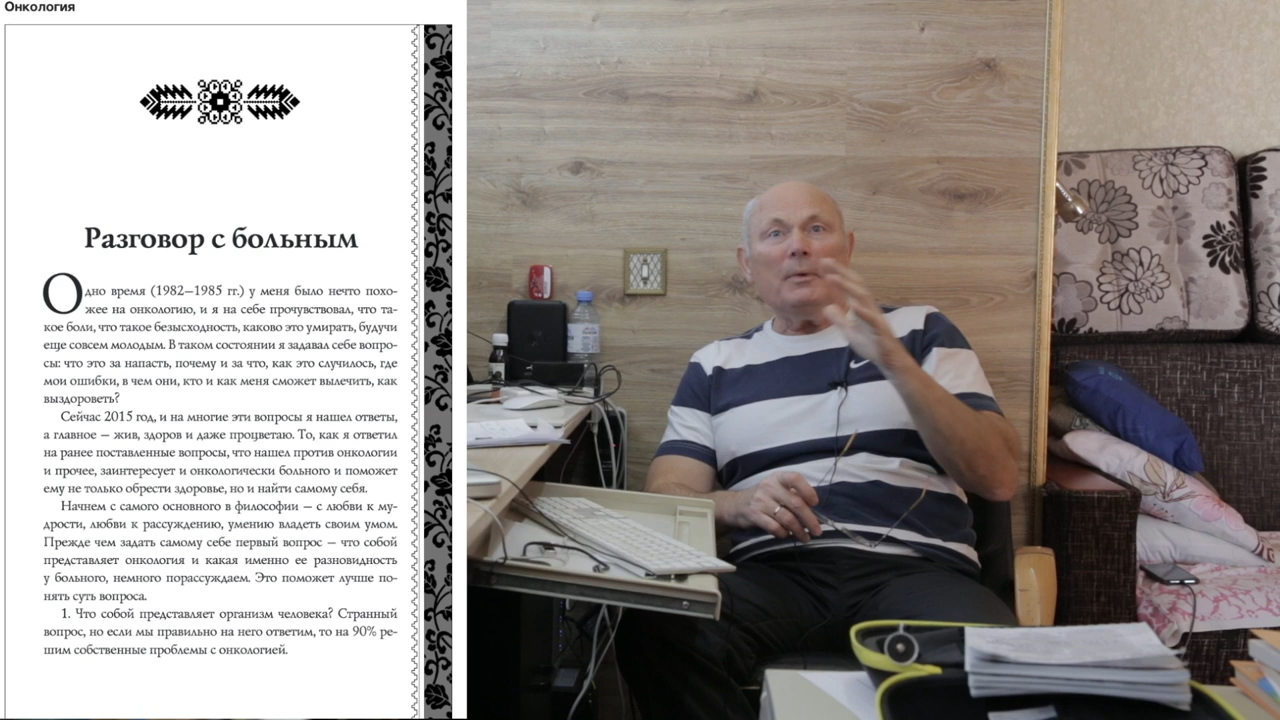 Онкология
Разговор с больным
Одно время (1982–1985 гг.) у меня было нечто похо-
жее на онкологию, и я на себе прочувствовал, что та-
кое боли, что такое безысходность, каково это умирать, будучи
еще совсем молодым. В таком состоянии я задавал себе вопро-
сы: что это за напасть, почему и за что, как это случилось, где
мои ошибки, в чем они, кто и как меня сможет вылечить, как
выздороветь?
Сейчас 2015 год, и на многие эти вопросы я нашел ответы,
а главное – жив, здоров и даже процветаю. То, как я ответил
на ранее поставленные вопросы, что нашел против онкологии
и прочее, заинтересует и онкологически больного и поможет
ему не только обрести здоровье, но и найти самому себя.
Начнем с самого основного в философии – с любви к му-
дрости, любви к рассуждению, умению владеть своим умом.
Прежде чем задать самому себе первый вопрос – что собой
представляет онкология и какая именно ее разновидность
у больного, немного порассуждаем. Это поможет лучше по-
нять суть вопроса.
1. Что собой представляет организм человека? Странный
вопрос, но если мы правильно на него ответим, то на 90% ре-
шим собственные проблемы с онкологией.